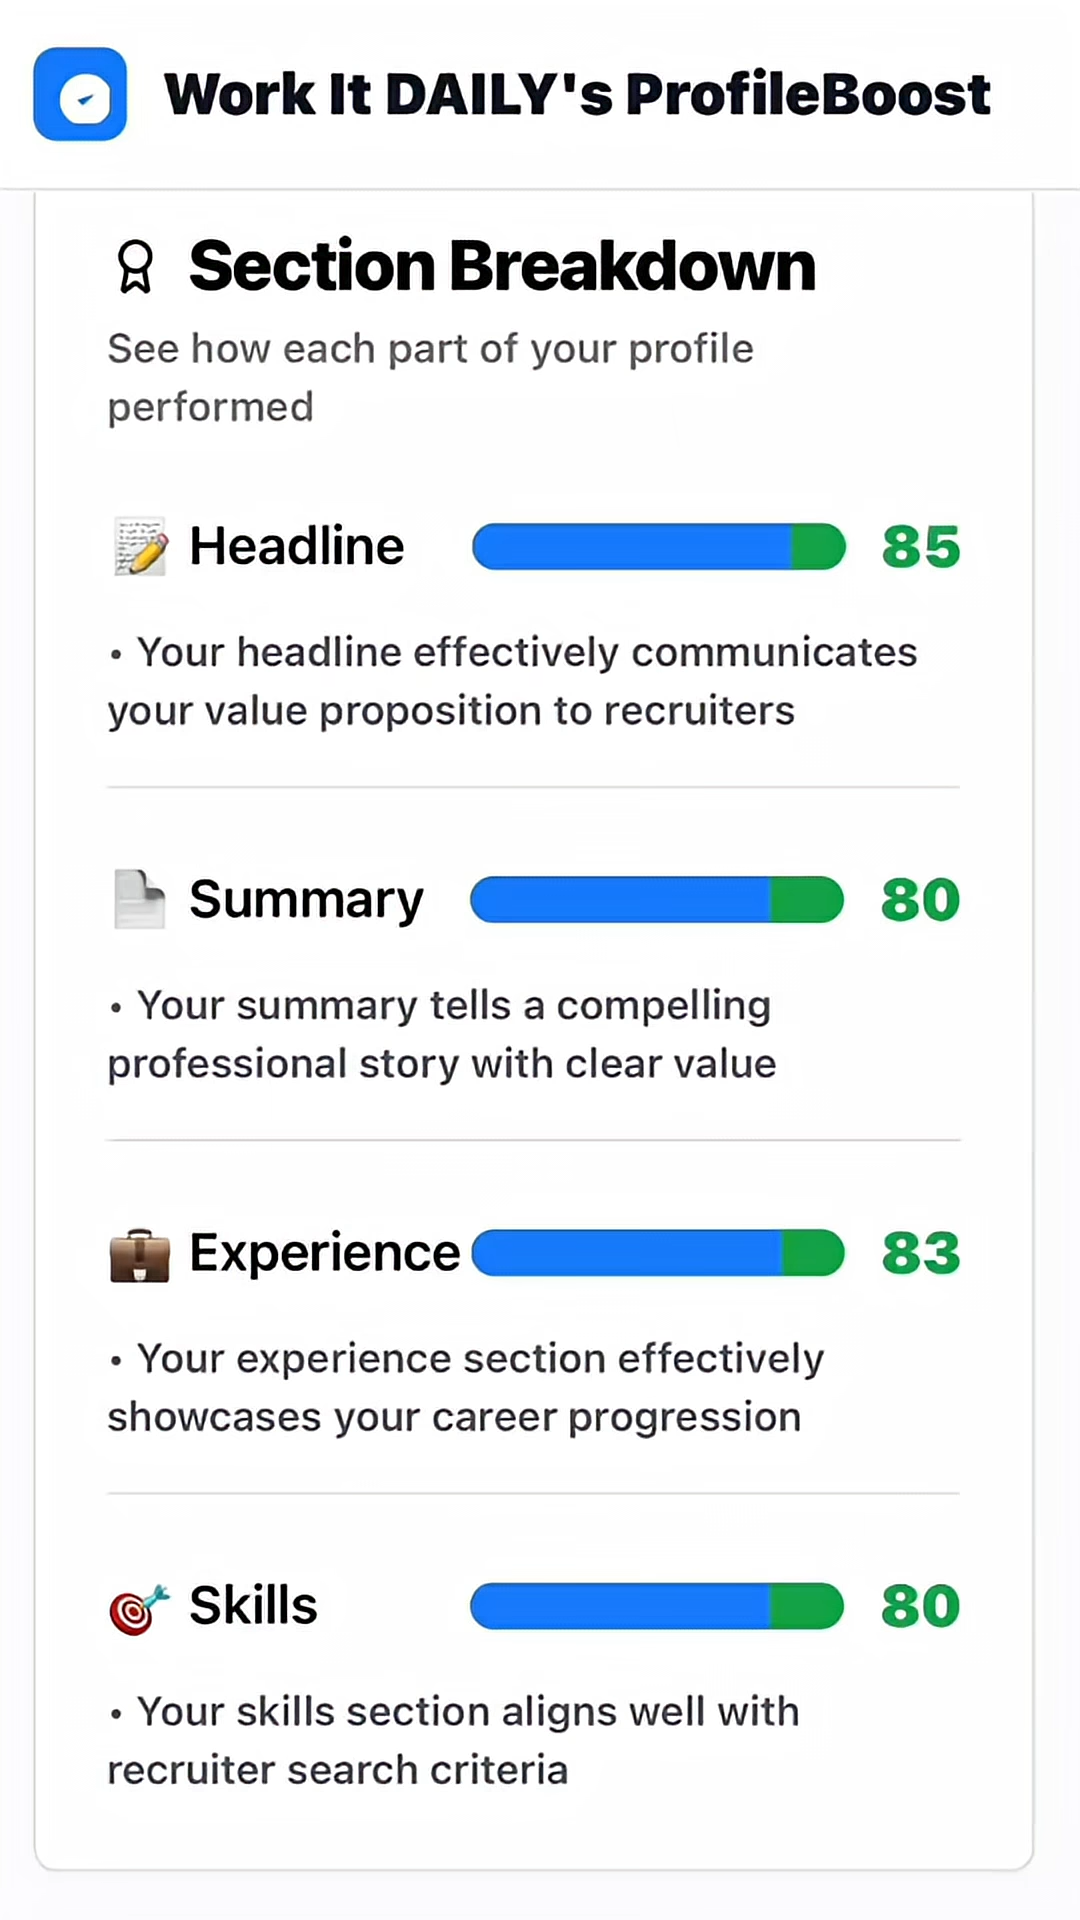 Work It DAILY's ProfileBoost
Section Breakdown
See how each part of your profile
performed
Headline 85
• Your headline effectively communicates
your value proposition to recruiters
Summary 80
• Your summary tells a compelling
professional story with clear value
Experience 83
• Your experience section effectively
showcases your career progression
Skills 80
• Your skills section aligns well with
recruiter search criteria